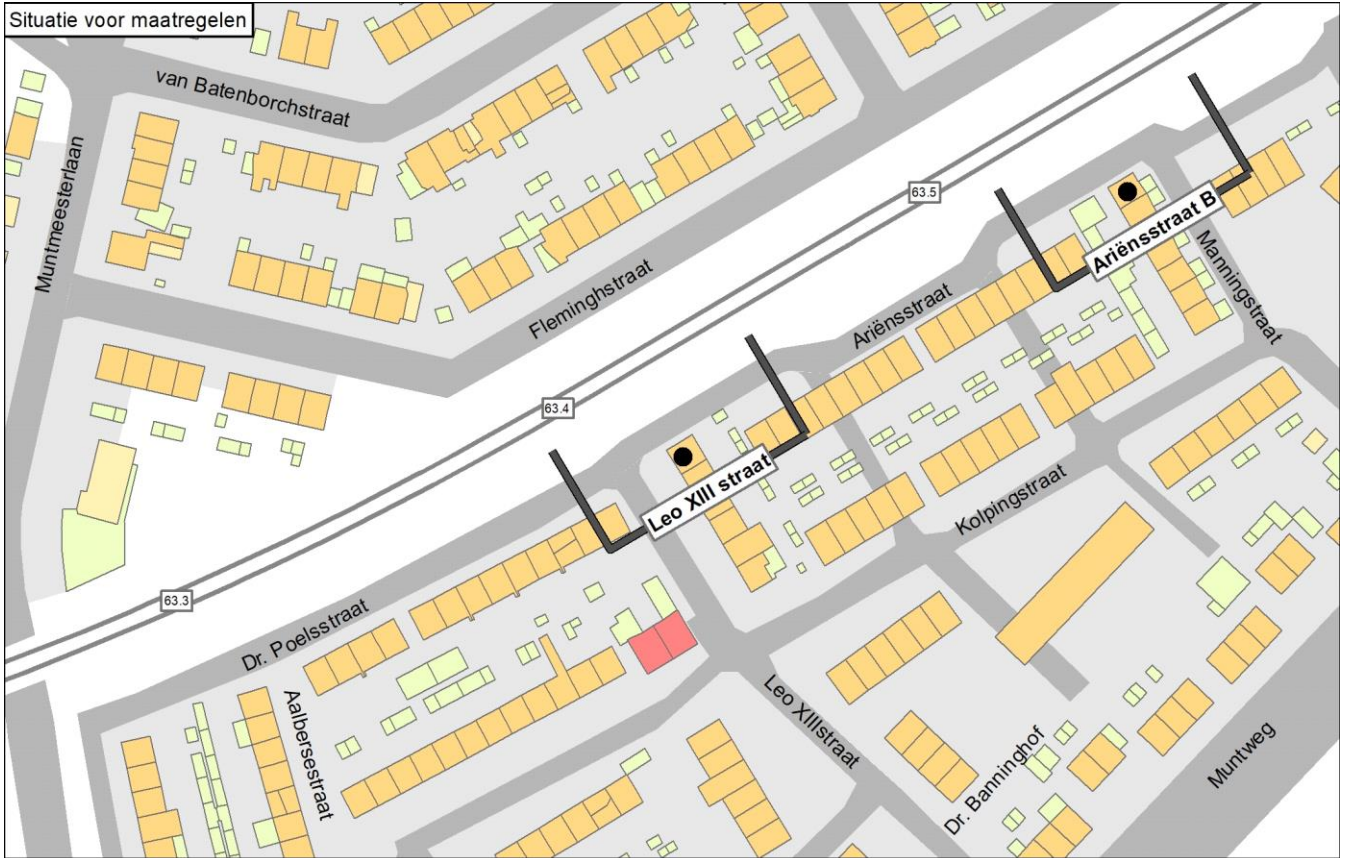 Situatie voor maatregelen
van Batenborchstraat
Muntmeesterlaan
63.5
Ariënsstraat B
Manningstraat
Fleminghstraat
Ariënsstraat
63.4
Leo XIII straat
Kolpingstraat
63.3
Dr. Poelsstraat
Aalbersestraat
Leo XIIIstraat
Dr. Banninghof
Muntweg